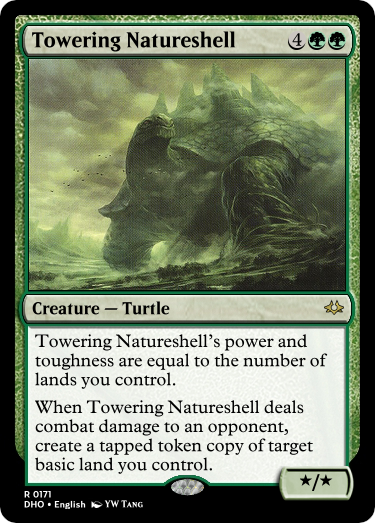 Towering Natureshell 4
Creature — Turtle
Towering Natureshell's power and
toughness are equal to the number of
lands you control.
When Towering Natureshell deals
combat damage to an opponent,
create a tapped token copy of target
basic land you control.
★/★
R 0171
DHO • English YW Tang